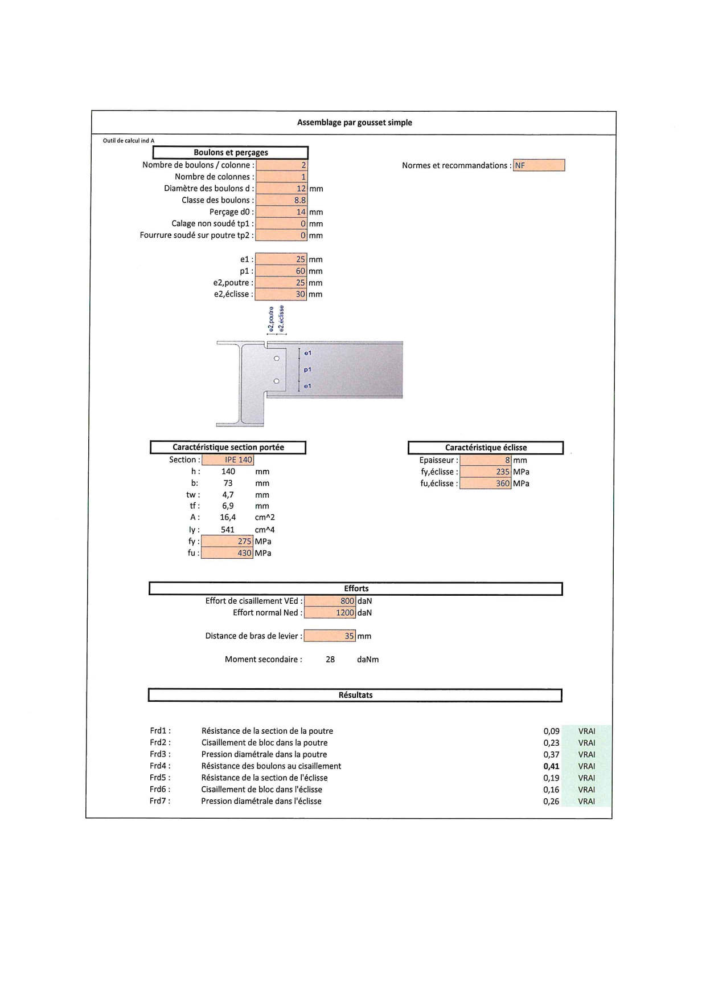 Assemblage par gousset simple
Outil de calcul ind A
Boulons et perçages
Nombre de boulons / colonne : 2
Normes et recommandations : NF
Nombre de colonnes : 1
Diamètre des boulons d : 12 mm
Classe des boulons : 8.8
Perçage d0 : 14 mm
Calage non soudé tp1 : 0 mm
Fourrure soudé sur poutre tp2 : 0 mm
e1 : 25 mm
p1 : 60 mm
e2,poutre : 25 mm
e2,éclisse : 30 mm
e2,poutre
e2,éclisse
e1
p1
e1
Caractéristique section portée
Section : IPE 140
h : 140 mm
b: 73 mm
tw : 4,7 mm
tf : 6,9 mm
A : 16,4 cm^2
Iy : 541 cm^4
fy : 275 MPa
fu : 430 MPa
Caractéristique éclisse
Epaisseur : 8 mm
fy,éclisse : 235 MPa
fu,éclisse : 360 MPa
Efforts
Effort de cisaillement VEd : 800 daN
Effort normal Ned : 1200 daN
Distance de bras de levier : 35 mm
Moment secondaire : 28 daNm
Résultats
Frd1 : Résistance de la section de la poutre 0,09 VRAI
Frd2 : Cisaillement de bloc dans la poutre 0,23 VRAI
Frd3 : Pression diamétrale dans la poutre 0,37 VRAI
Frd4 : Résistance des boulons au cisaillement 0,41 VRAI
Frd5 : Résistance de la section de l'éclisse 0,19 VRAI
Frd6 : Cisaillement de bloc dans l'éclisse 0,16 VRAI
Frd7 : Pression diamétrale dans l'éclisse 0,26 VRAI